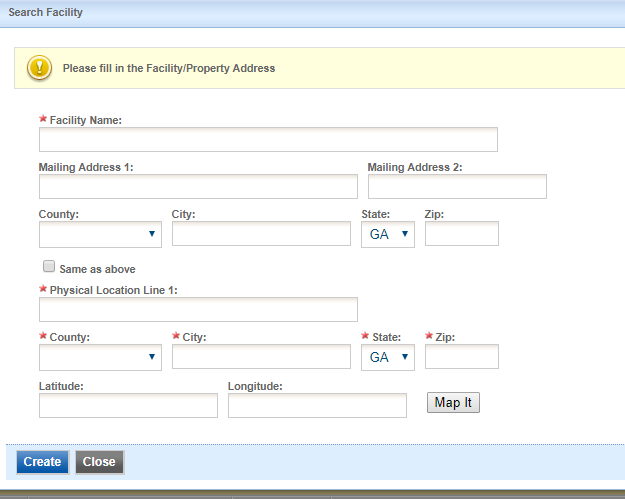 Search Facility
Please fill in the Facility/Property Address
* Facility Name:
Mailing Address 1: Mailing Address 2:
County: City: State: Zip:
GA
Same as above
* Physical Location Line 1:
* County: * City: * State: * Zip:
GA
Latitude: Longitude:
Map It
Create Close